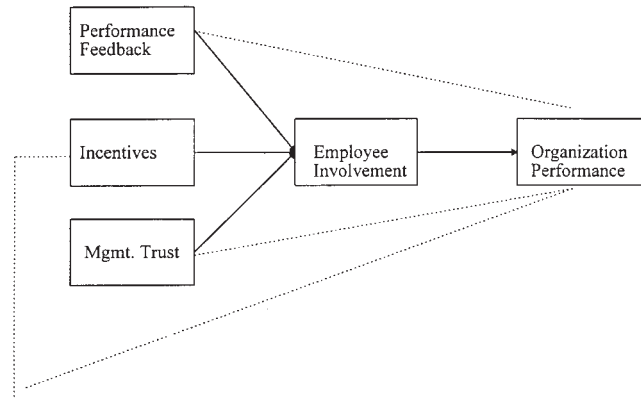 Performance
Feedback
Incentives
Employee
Involvement
Organization
Performance
Mgmt. Trust